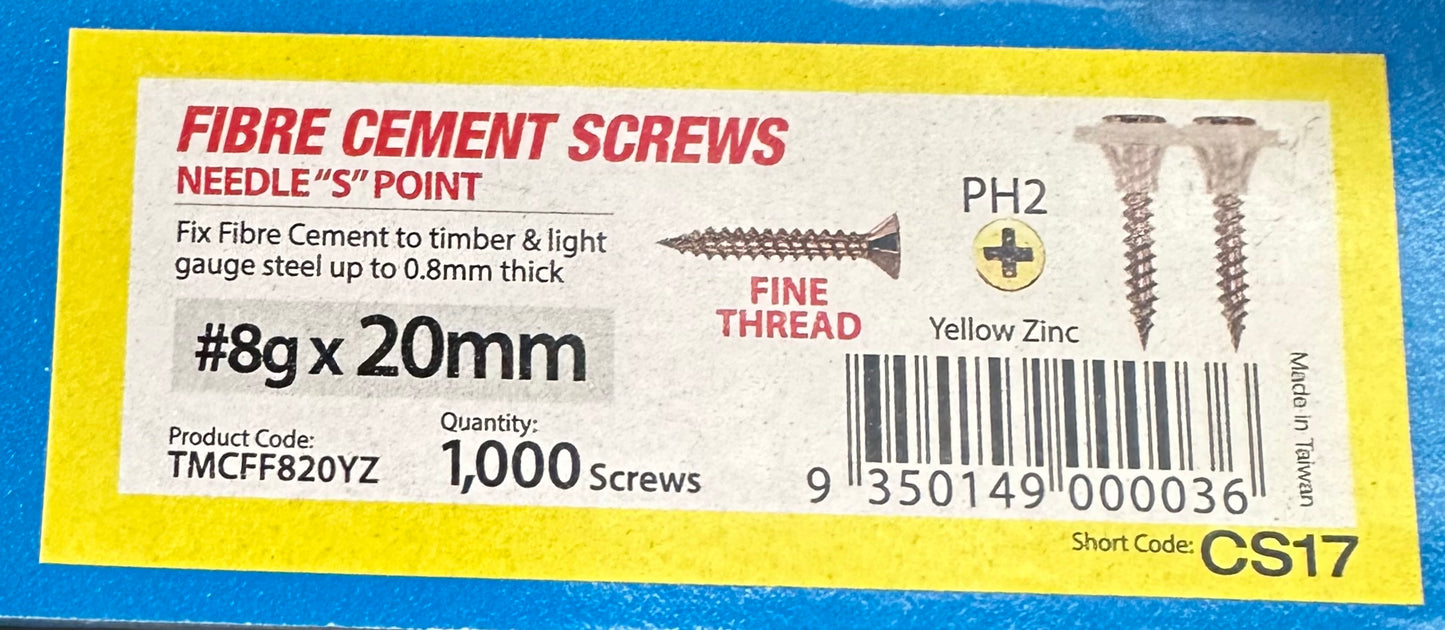 FIBRE CEMENT SCREWS
NEEDLE "S" POINT
Fix Fibre Cement to timber & light
gauge steel up to 0.8mm thick
#8g x 20mm
Product Code:
TMCFF820YZ
Quantity:
1,000 Screws
FINE
THREAD
PH2
Yellow Zinc
9 350149 000036
Made in Taiwan
Short Code: CS17